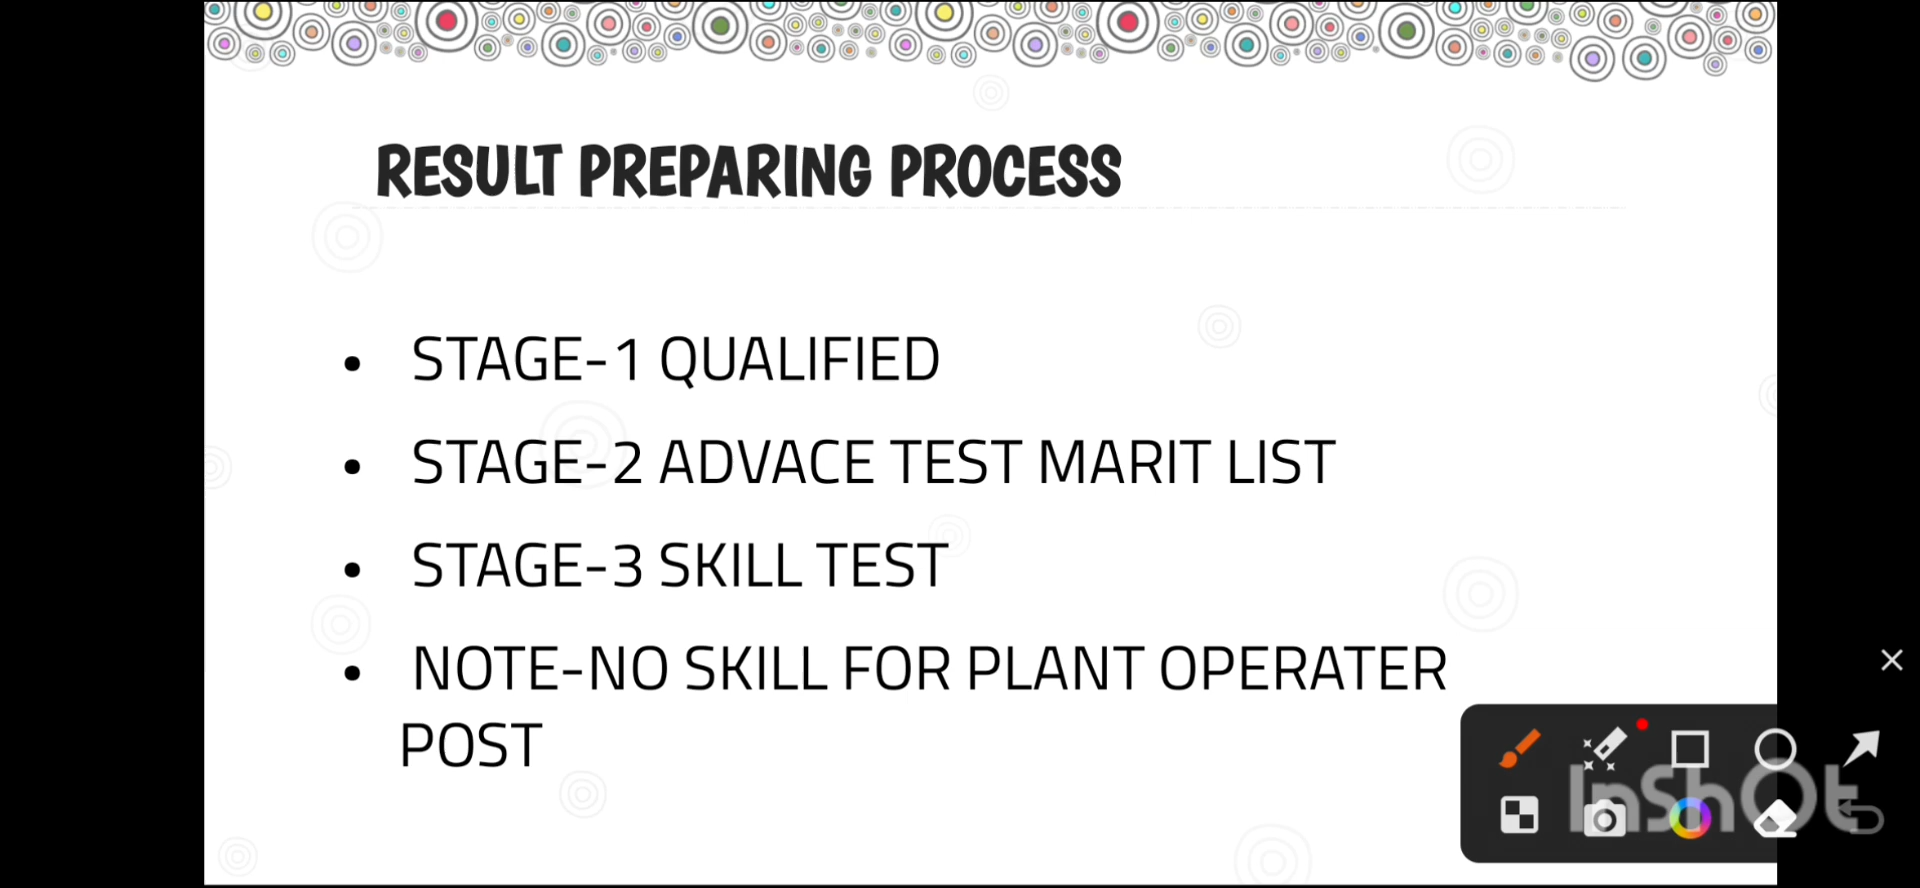 RESULT PREPARING PROCESS
• STAGE-1 QUALIFIED
• STAGE-2 ADVACE TEST MARIT LIST
• STAGE-3 SKILL TEST
• NOTE-NO SKILL FOR PLANT OPERATER
POST
InShOt